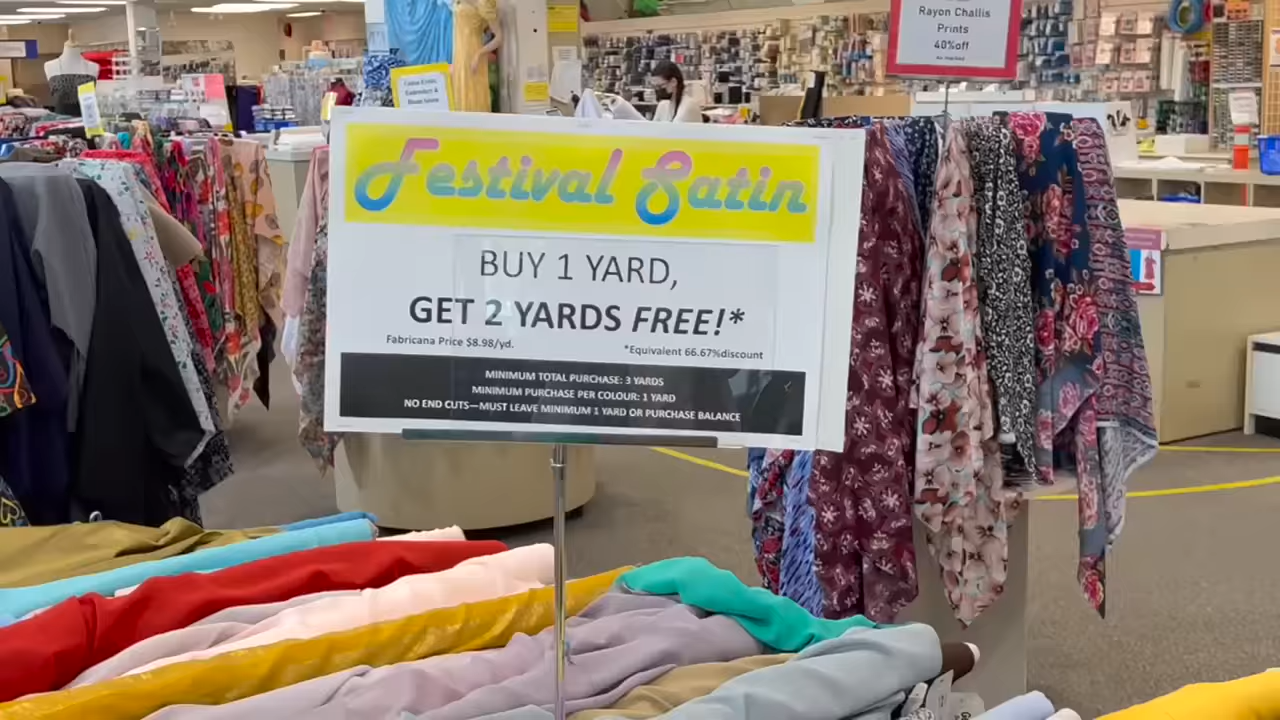 Rayon Challis
Prints
40%off
Festival Satin
BUY 1 YARD,
GET 2 YARDS FREE!*
Fabricana Price $8.98/yd.
*Equivalent 66.67%discount
MINIMUM TOTAL PURCHASE: 3 YARDS
MINIMUM PURCHASE PER COLOUR: 1 YARD
NO END CUTS—MUST LEAVE MINIMUM 1 YARD OR PURCHASE BALANCE